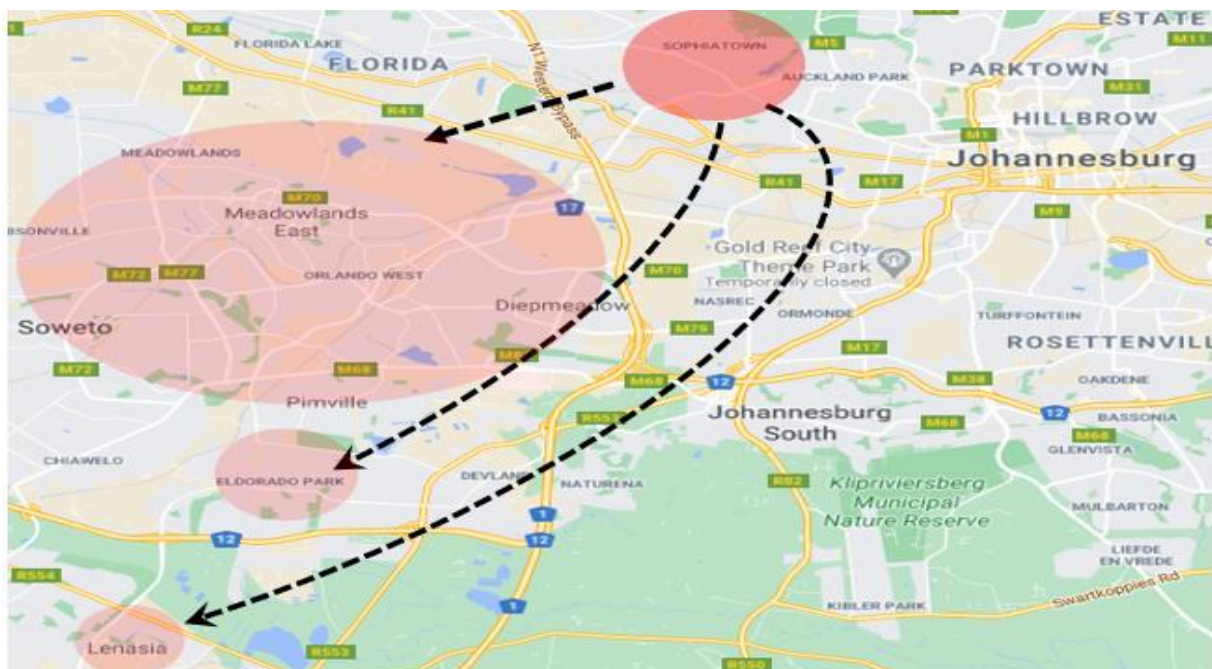 ESTATE
R24
FLORIDA LAKE
SOPHIATOWN
M5
M11
FLORIDA
N1 Western Bypass
AUCKLAND PARK
PARKTOWN
M77
M31
R41
HILLBROW
M1
MEADOWLANDS
Johannesburg
M70
R41
M17
Meadowlands
East
17
M9
BSONVILLE
Gold Reef City
Theme Park
Temporarily closed
M72
M77
ORLANDO WEST
M70
Diepmeadow
NASREC
ORMONDE
TURFFONTEIN
Soweto
M79
ROSETTENVILL
M72
M68
M68
M17
M38
OAKDENE
12
Pimville
R553
Johannesburg
South
M68
12
BASSONIA
M68
GLENVISTA
CHIAWELO
ELDORADO PARK
DEVLAND
NATURENA
R82
Klipriviersberg
Municipal
Nature Reserve
MULBARTON
1
12
12
LIEFDE
EN VREDE
R554
Swartkoppies Rd
1
KIBLER PARK
Lenasia
R553
R550